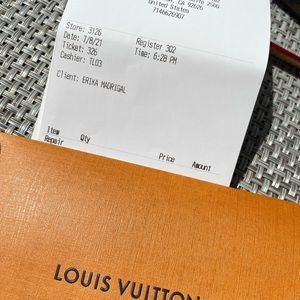 CA 92626
United States
7146626907
Store: 3126 Register 302
Date: 7/8/21 Time: 6:28 PM
Ticket: 326
Cashier: TL03
Client: ERIKA MADRIGAL
Item Qty Price Amount
Repair
LOUIS VUITTON